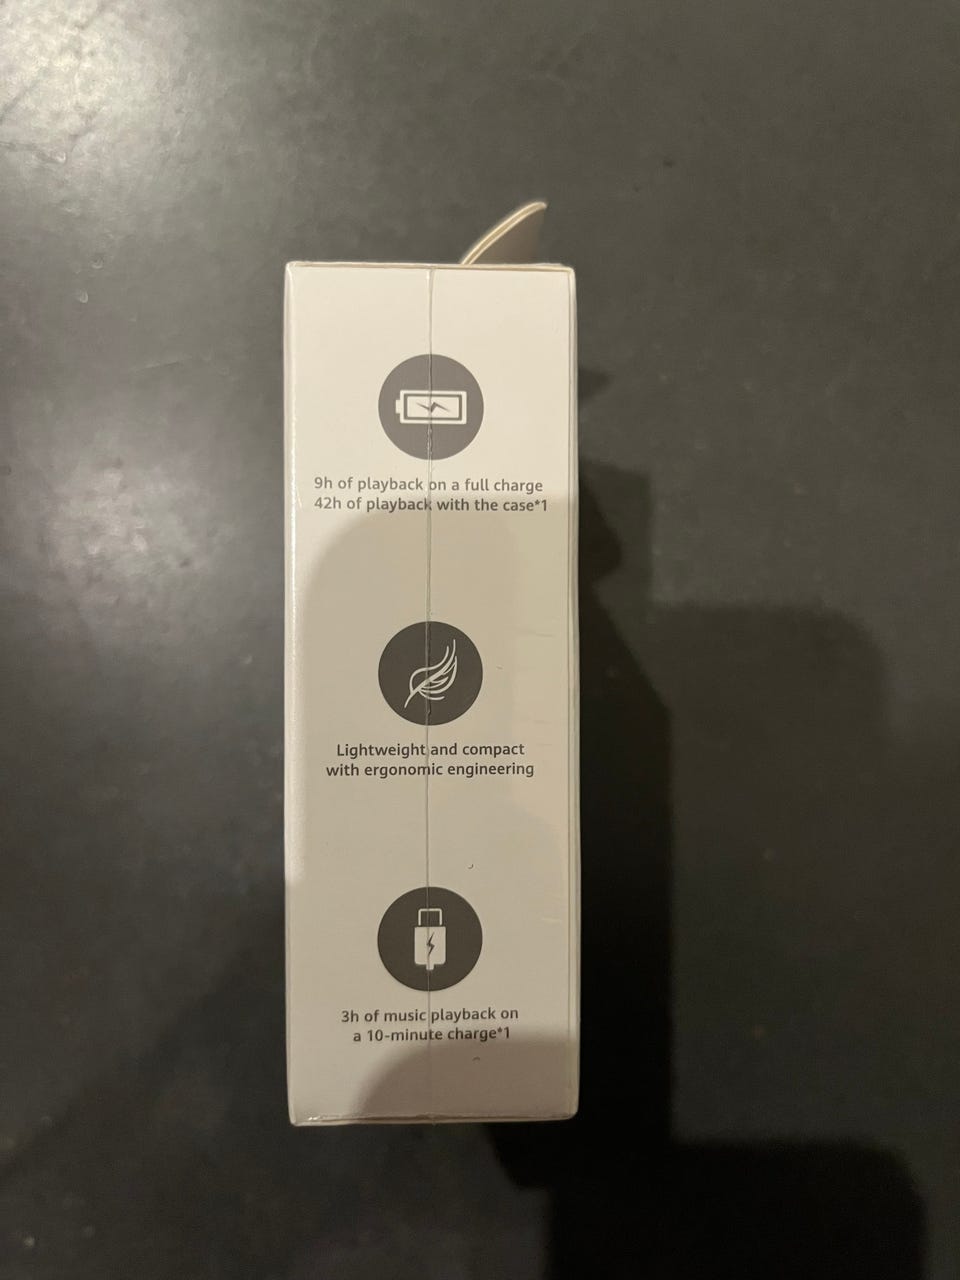 9h of playback on a full charge
42h of playback with the case*1
Lightweight and compact
with ergonomic engineering
3h of music playback on
a 10-minute charge*1